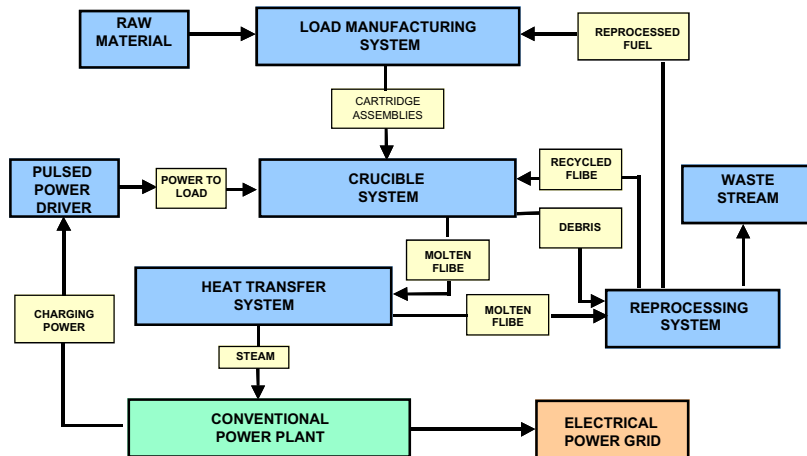 RAW
MATERIAL
LOAD MANUFACTURING
SYSTEM
REPROCESSED
FUEL
CARTRIDGE
ASSEMBLIES
PULSED
POWER
DRIVER
POWER TO
LOAD
CRUCIBLE
SYSTEM
RECYCLED
FLIBE
WASTE
STREAM
DEBRIS
MOLTEN
FLIBE
HEAT TRANSFER
SYSTEM
CHARGING
POWER
MOLTEN
FLIBE
REPROCESSING
SYSTEM
STEAM
CONVENTIONAL
POWER PLANT
ELECTRICAL
POWER GRID